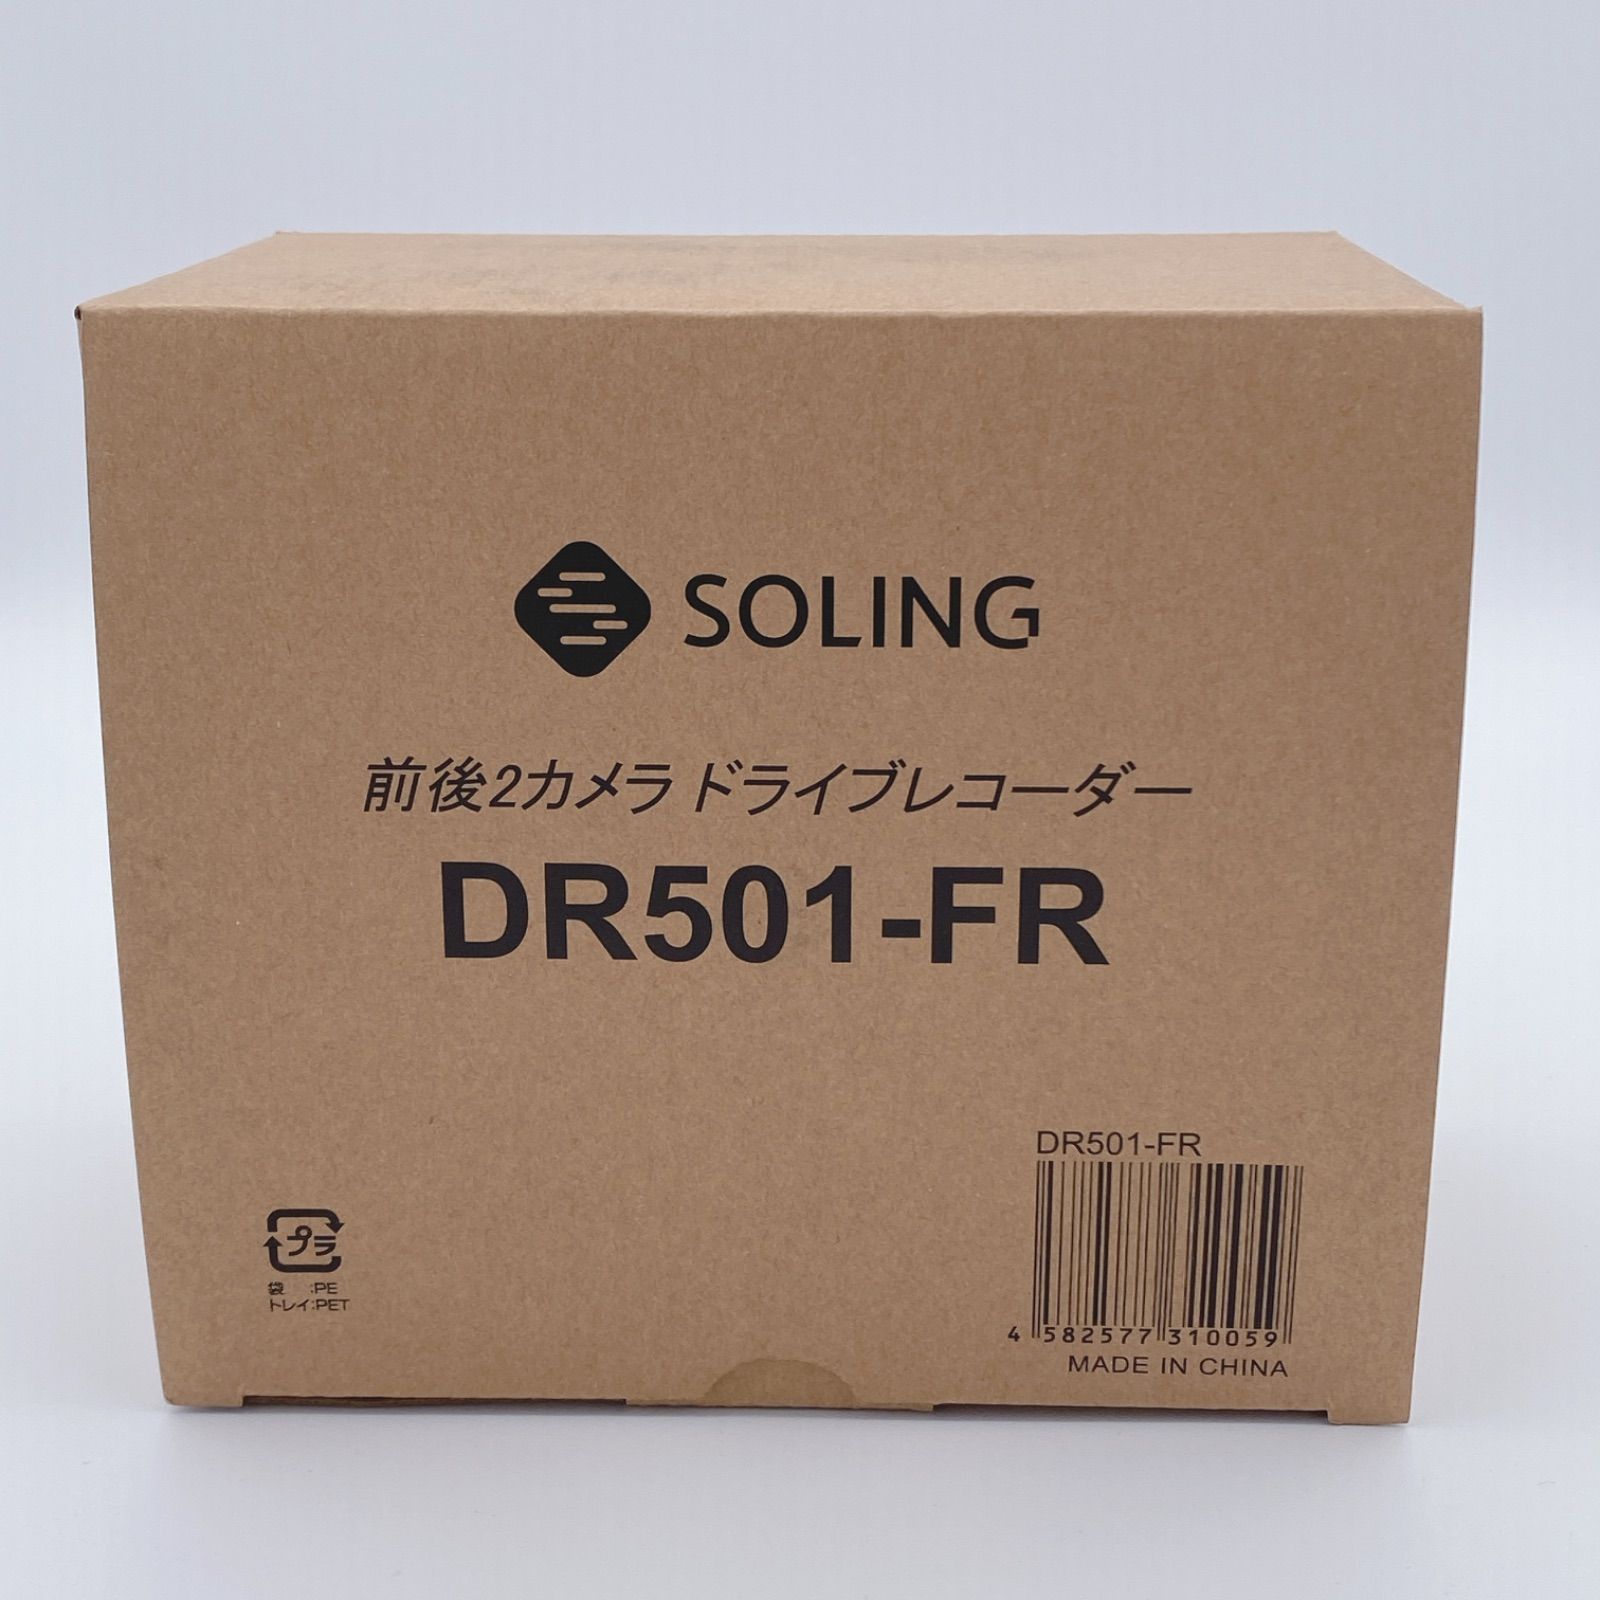 SOLING
前後2カメラ ドライブレコーダー
DR501-FR
DR501-FR
4 582577 310059
MADE IN CHINA
プラ
袋 :PE
トレイ:PET